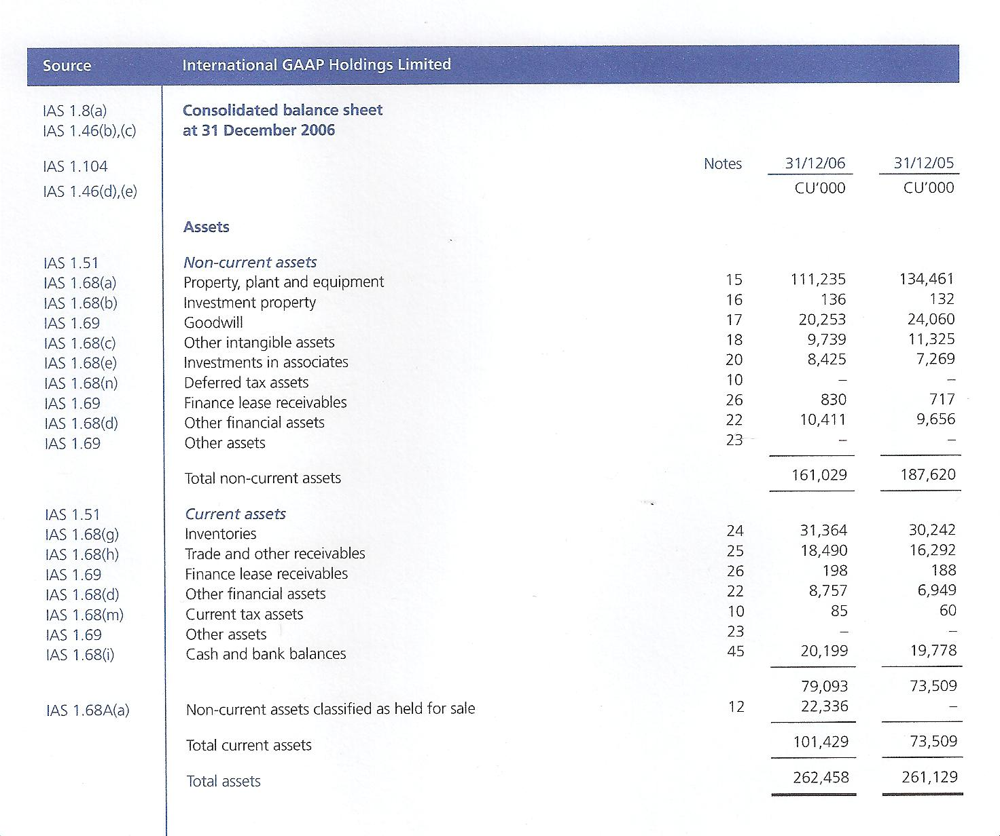 Source International GAAP Holdings Limited
IAS 1.8(a) Consolidated balance sheet
IAS 1.46(b),(c) at 31 December 2006
IAS 1.104 Notes 31/12/06 31/12/05
IAS 1.46(d),(e) CU'000 CU'000
Assets
IAS 1.51 Non-current assets
IAS 1.68(a) Property, plant and equipment 15 111,235 134,461
IAS 1.68(b) Investment property 16 136 132
IAS 1.69 Goodwill 17 20,253 24,060
IAS 1.68(c) Other intangible assets 18 9,739 11,325
IAS 1.68(e) Investments in associates 20 8,425 7,269
IAS 1.68(n) Deferred tax assets 10 – –
IAS 1.69 Finance lease receivables 26 830 717
IAS 1.68(d) Other financial assets 22 10,411 9,656
IAS 1.69 Other assets 23 – –
Total non-current assets 161,029 187,620
IAS 1.51 Current assets
IAS 1.68(g) Inventories 24 31,364 30,242
IAS 1.68(h) Trade and other receivables 25 18,490 16,292
IAS 1.69 Finance lease receivables 26 198 188
IAS 1.68(d) Other financial assets 22 8,757 6,949
IAS 1.68(m) Current tax assets 10 85 60
IAS 1.69 Other assets 23 – –
IAS 1.68(i) Cash and bank balances 45 20,199 19,778
79,093 73,509
IAS 1.68A(a) Non-current assets classified as held for sale 12 22,336 –
Total current assets 101,429 73,509
Total assets 262,458 261,129